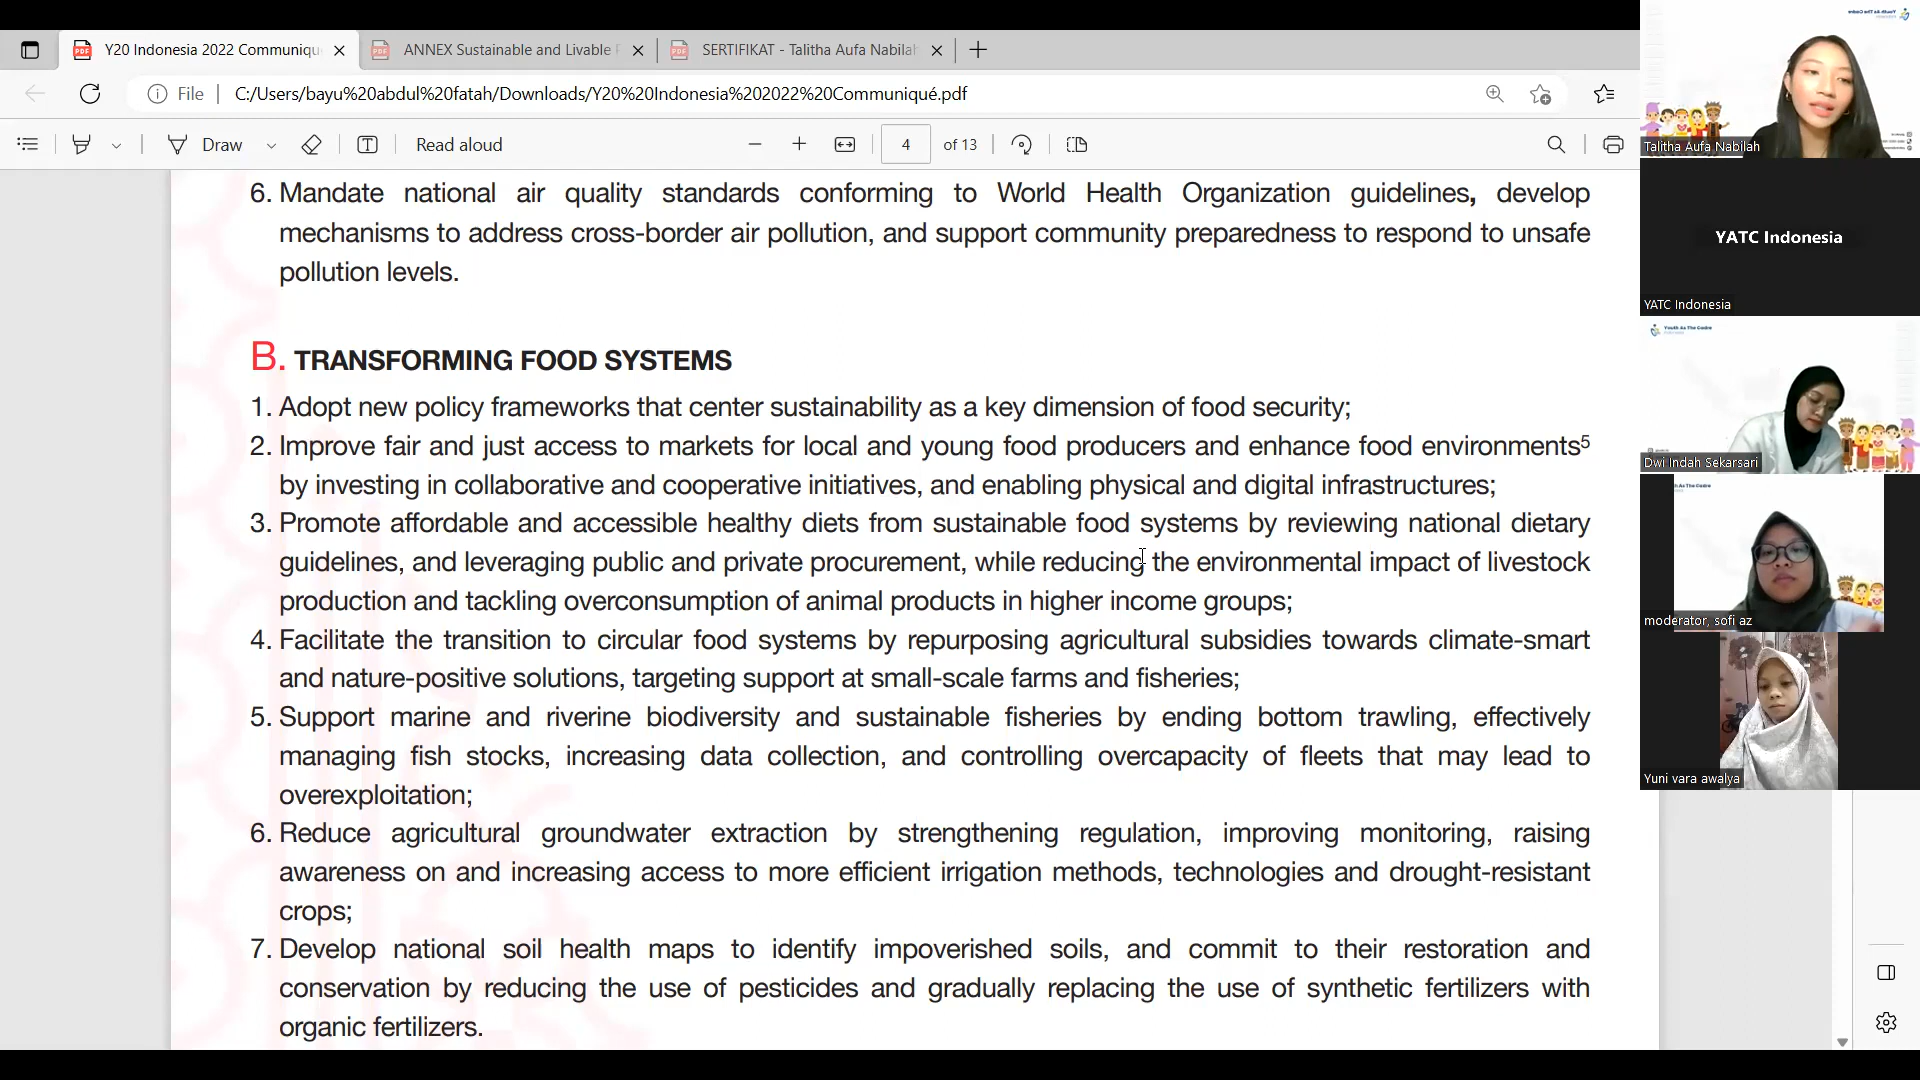 Y20 Indonesia 2022 Communiqu
ANNEX Sustainable and Livable
SERTIFIKAT - Talitha Aufa Nabilah
File
C:/Users/bayu%20abdul%20fatah/Downloads/Y20%20Indonesia%202022%20Communiqué.pdf
Draw
Read aloud
4 of 13
6. Mandate national air quality standards conforming to World Health Organization guidelines, develop
mechanisms to address cross-border air pollution, and support community preparedness to respond to unsafe
pollution levels.
B. TRANSFORMING FOOD SYSTEMS
1. Adopt new policy frameworks that center sustainability as a key dimension of food security;
2. Improve fair and just access to markets for local and young food producers and enhance food environments5
by investing in collaborative and cooperative initiatives, and enabling physical and digital infrastructures;
3. Promote affordable and accessible healthy diets from sustainable food systems by reviewing national dietary
guidelines, and leveraging public and private procurement, while reducing the environmental impact of livestock
production and tackling overconsumption of animal products in higher income groups;
4. Facilitate the transition to circular food systems by repurposing agricultural subsidies towards climate-smart
and nature-positive solutions, targeting support at small-scale farms and fisheries;
5. Support marine and riverine biodiversity and sustainable fisheries by ending bottom trawling, effectively
managing fish stocks, increasing data collection, and controlling overcapacity of fleets that may lead to
overexploitation;
6. Reduce agricultural groundwater extraction by strengthening regulation, improving monitoring, raising
awareness on and increasing access to more efficient irrigation methods, technologies and drought-resistant
crops;
7. Develop national soil health maps to identify impoverished soils, and commit to their restoration and
conservation by reducing the use of pesticides and gradually replacing the use of synthetic fertilizers with
organic fertilizers.
Youth As The Cadre
Talitha Aufa Nabilah
YATC Indonesia
YATC Indonesia
Youth As The Cadre
Dwi Indah Sekarsari
As The Cadre
moderator, sofi az
Yuni vara awalya